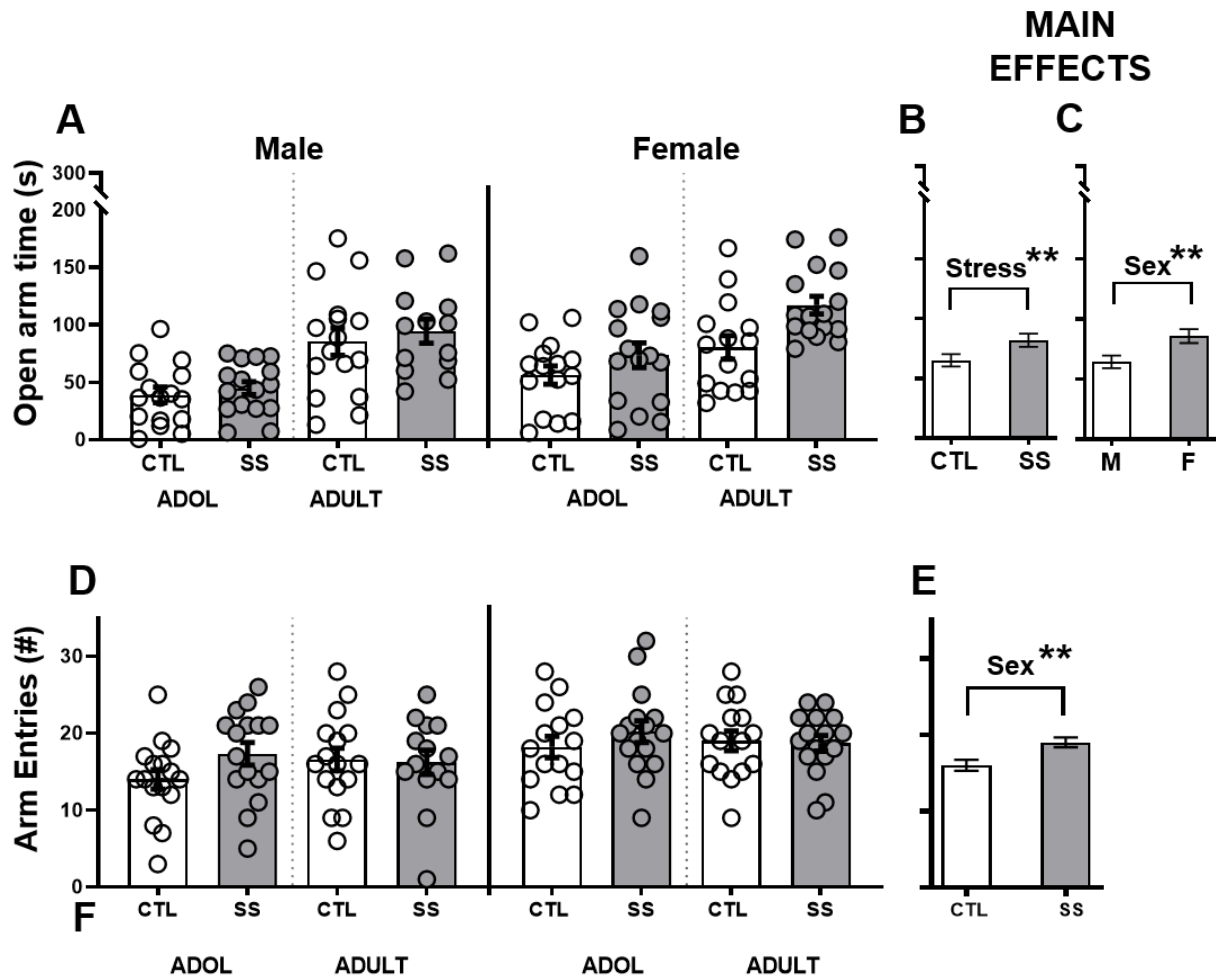 MAIN
EFFECTS
A
B
C
Male
Female
Open arm time (s)
300
200
150
100
50
0
Stress**
Sex**
CTL SS CTL SS CTL SS CTL SS
CTL SS
M F
ADOL ADULT ADOL ADULT
D
E
Arm Entries (#)
30
20
10
0
Sex **
CTL SS CTL SS CTL SS CTL SS
CTL SS
F
ADOL ADULT ADOL ADULT